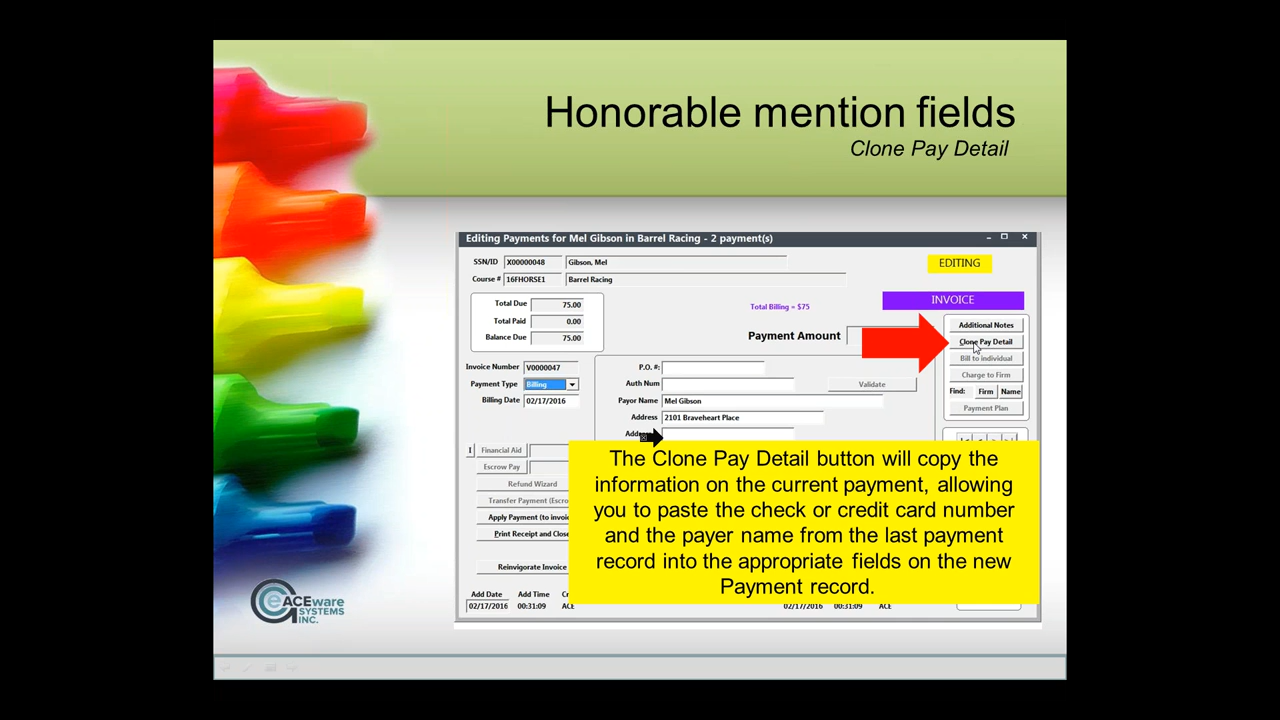 Honorable mention fields
Clone Pay Detail
Editing Payments for Mel Gibson in Barrel Racing - 2 payment(s)
SSN/ID X00000048 Gibson, Mel
EDITING
Course # 16FHORSE1 Barrel Racing
INVOICE
Total Due 75.00
Total Billing = $75
Total Paid 0.00
Balance Due 75.00
Payment Amount
Additional Notes
Clone Pay Detail
Bill to individual
Charge to Firm
Find: Firm Name
Payment Plan
Invoice Number V0000047
Payment Type Billing
Billing Date 02/17/2016
P.O. #:
Auth Num
Validate
Payor Name Mel Gibson
Address 2101 Braveheart Place
I Financial Aid
Escrow Pay
Refund Wizard
Transfer Payment (Escro
Apply Payment (to invoi
Print Receipt and Close
Reinvigorate Invoice
The Clone Pay Detail button will copy the
information on the current payment, allowing
you to paste the check or credit card number
and the payer name from the last payment
record into the appropriate fields on the new
Payment record.
Add Date Add Time
02/17/2016 00:31:09 ACE
02/17/2016 00:31:09 ACE
eACEware
SYSTEMS
INC.